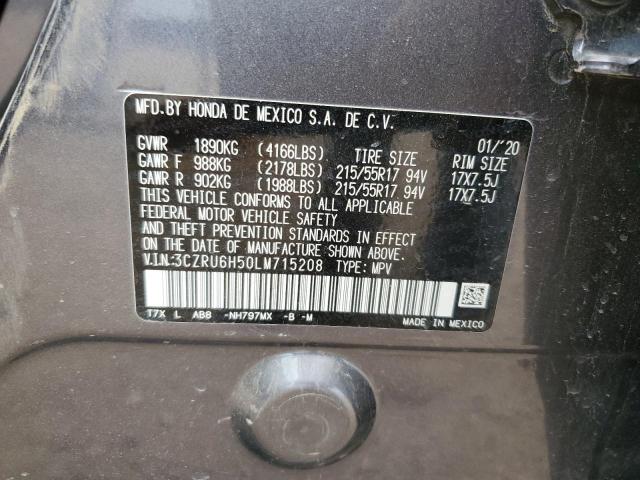 MFD.BY HONDA DE MEXICO S.A. DE C.V.
GVWR 1890KG (4166LBS) TIRE SIZE 01/'20 RIM SIZE
GAWR F 988KG (2178LBS) 215/55R17 94V 17X7.5J
GAWR R 902KG (1988LBS) 215/55R17 94V 17X7.5J
THIS VEHICLE CONFORMS TO ALL APPLICABLE
FEDERAL MOTOR VEHICLE SAFETY
AND THEFT PREVENTION STANDARDS IN EFFECT
ON THE DATE OF MANUFACTURE SHOWN ABOVE.
V.I.N:3CZRU6H50LM715208 TYPE: MPV
T7X L AB8 -NH797MX -B -M MADE IN MEXICO